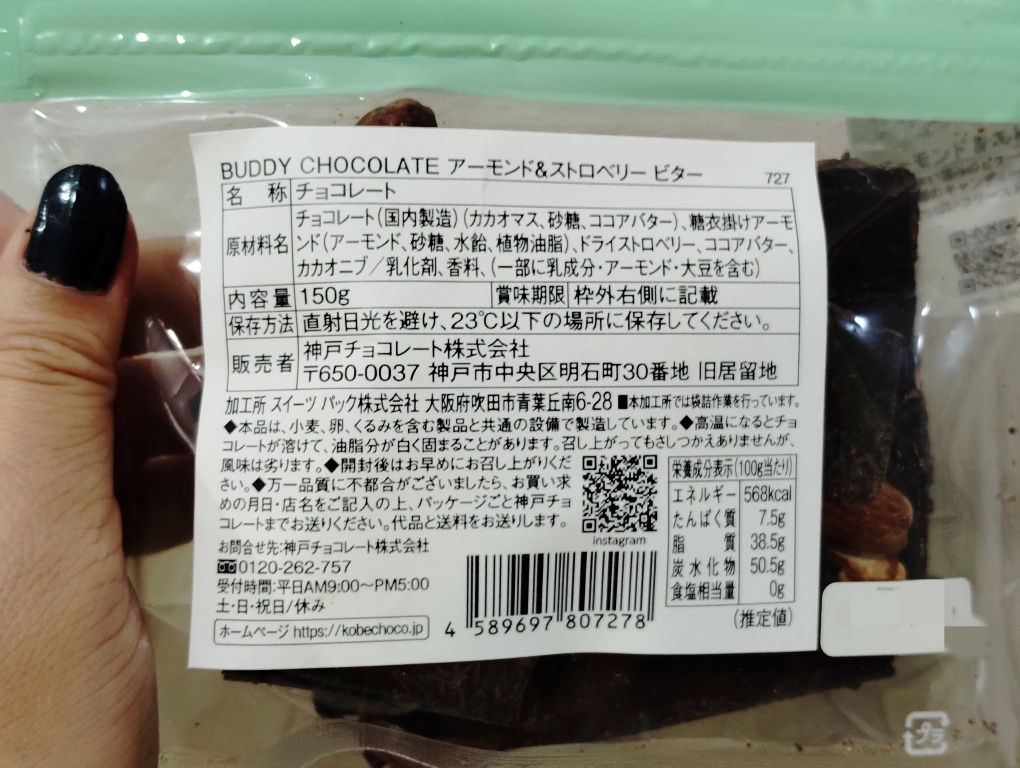 BUDDY CHOCOLATE アーモンド&ストロベリー ビター 727
名 称 チョコレート
原材料名 チョコレート(国内製造)(カカオマス、砂糖、ココアバター)、糖衣掛けアーモ
ンド(アーモンド、砂糖、水飴、植物油脂)、ドライストロベリー、ココアバター、
カカオニブ/乳化剤、香料、(一部に乳成分・アーモンド・大豆を含む)
内容量 150g 賞味期限 枠外右側に記載
保存方法 直射日光を避け、23℃以下の場所に保存してください。
販売者 神戸チョコレート株式会社
〒650-0037 神戸市中央区明石町30番地 旧居留地
加工所 スイーツ パック株式会社 大阪府吹田市青葉丘南6-28 ■本加工所では袋詰作業を行っています。
◆本品は、小麦、卵、くるみを含む製品と共通の設備で製造しています。◆高温になるとチョ
コレートが溶けて、油脂分が白く固まることがあります。召し上がってもさしつかえありませんが、
風味は劣ります。◆開封後はお早めにお召し上がりくだ
さい。◆万一品質に不都合がございましたら、お買い求
めの月日・店名をご記入の上、パッケージごと神戸チョ
コレートまでお送りください。代品と送料をお送りします。
お問合せ先:神戸チョコレート株式会社
0120-262-757
受付時間:平日AM9:00〜PM5:00
土・日・祝日/休み
ホームページ https://kobechoco.jp
instagram
4 589697 807278
栄養成分表示(100g当たり)
エネルギー 568kcal
たんぱく質 7.5g
脂 質 38.5g
炭水化物 50.5g
食塩相当量 0g
(推定値)
プラ